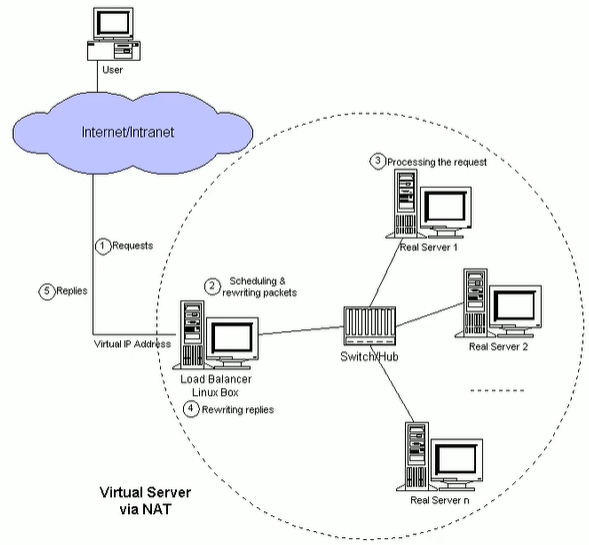 User
Internet/Intranet
3 Processing the request
Real Server 1
1 Requests
2 Scheduling &
rewriting packets
5 Replies
Real Server 2
Virtual IP Address
Switch/Hub
Load Balancer
Linux Box
4 Rewriting replies
Real Server n
Virtual Server
via NAT